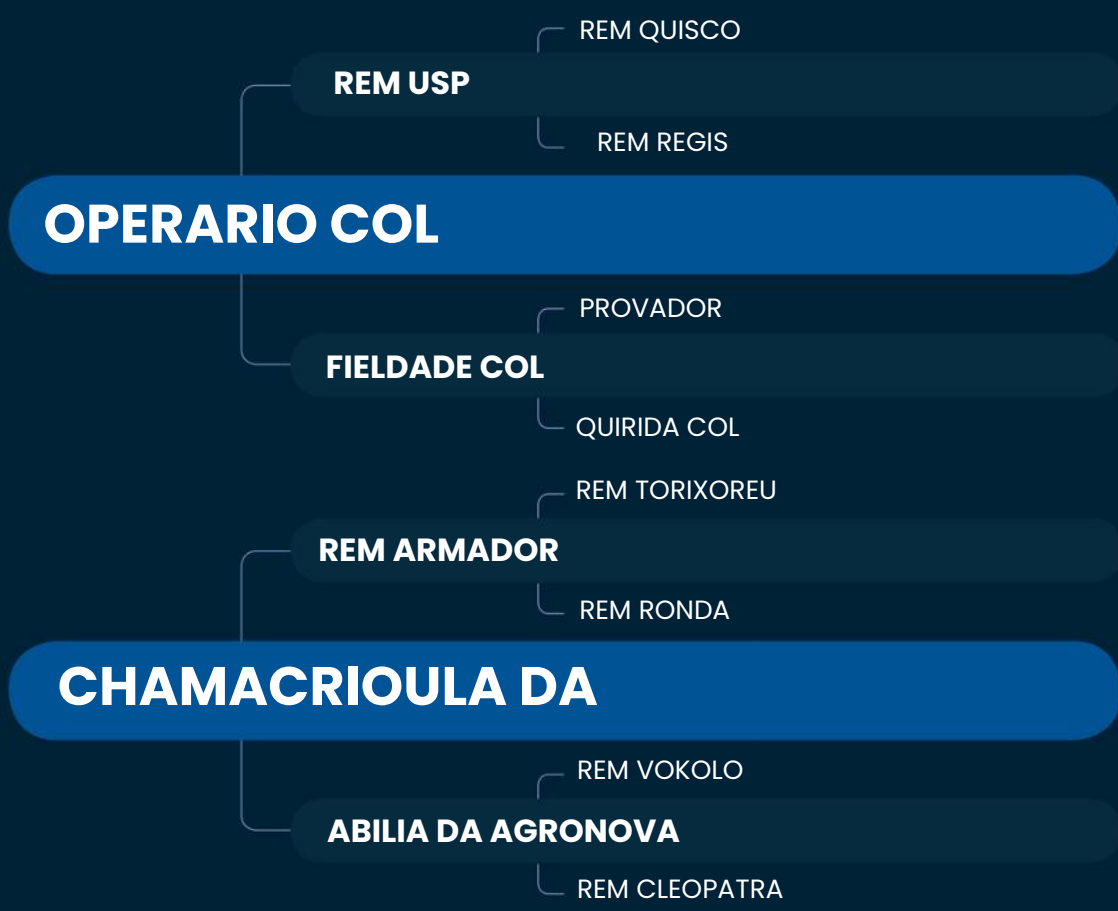 REM QUISCO
REM USP
REM REGIS
OPERARIO COL
PROVADOR
FIELDADE COL
QUIRIDA COL
REM TORIXOREU
REM ARMADOR
REM RONDA
CHAMACRIOULA DA
REM VOKOLO
ABILIA DA AGRONOVA
REM CLEOPATRA